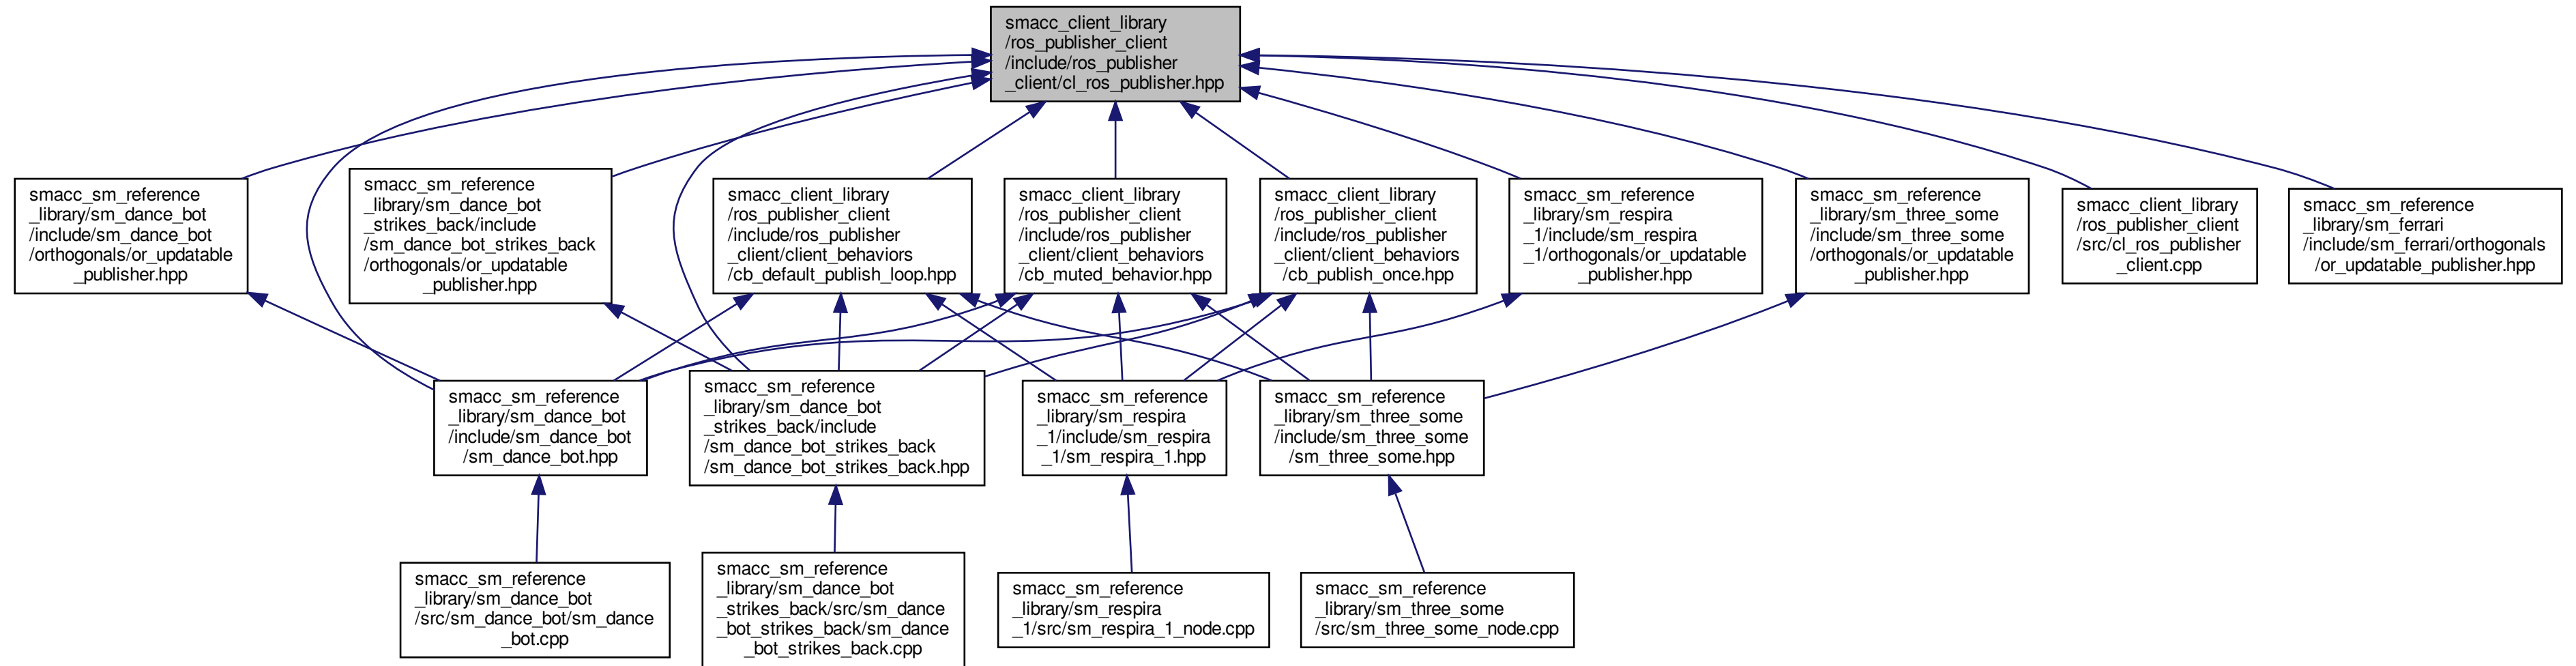 smacc_client_library
/ros_publisher_client
/include/ros_publisher
_client/cl_ros_publisher.hpp
smacc_sm_reference
_library/sm_dance_bot
/include/sm_dance_bot
/orthogonals/or_updatable
_publisher.hpp
smacc_sm_reference
_library/sm_dance_bot
_strikes_back/include
/sm_dance_bot_strikes_back
/orthogonals/or_updatable
_publisher.hpp
smacc_client_library
/ros_publisher_client
/include/ros_publisher
_client/client_behaviors
/cb_default_publish_loop.hpp
smacc_client_library
/ros_publisher_client
/include/ros_publisher
_client/client_behaviors
/cb_muted_behavior.hpp
smacc_client_library
/ros_publisher_client
/include/ros_publisher
_client/client_behaviors
/cb_publish_once.hpp
smacc_sm_reference
_library/sm_respira
_1/include/sm_respira
_1/orthogonals/or_updatable
_publisher.hpp
smacc_sm_reference
_library/sm_three_some
/include/sm_three_some
/orthogonals/or_updatable
_publisher.hpp
smacc_client_library
/ros_publisher_client
/src/cl_ros_publisher
_client.cpp
smacc_sm_reference
_library/sm_ferrari
/include/sm_ferrari/orthogonals
/or_updatable_publisher.hpp
smacc_sm_reference
_library/sm_dance_bot
/include/sm_dance_bot
/sm_dance_bot.hpp
smacc_sm_reference
_library/sm_dance_bot
_strikes_back/include
/sm_dance_bot_strikes_back
/sm_dance_bot_strikes_back.hpp
smacc_sm_reference
_library/sm_respira
_1/include/sm_respira
_1/sm_respira_1.hpp
smacc_sm_reference
_library/sm_three_some
/include/sm_three_some
/sm_three_some.hpp
smacc_sm_reference
_library/sm_dance_bot
/src/sm_dance_bot/sm_dance
_bot.cpp
smacc_sm_reference
_library/sm_dance_bot
_strikes_back/src/sm_dance
_bot_strikes_back/sm_dance
_bot_strikes_back.cpp
smacc_sm_reference
_library/sm_respira
_1/src/sm_respira_1_node.cpp
smacc_sm_reference
_library/sm_three_some
/src/sm_three_some_node.cpp